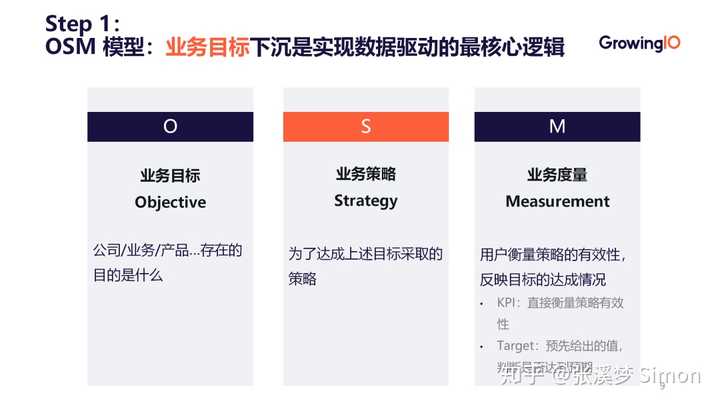 Step 1：
OSM 模型：业务目标下沉是实现数据驱动的最核心逻辑
GrowingIO
O
业务目标
Objective
公司/业务/产品...存在的
目的是什么
S
业务策略
Strategy
为了达成上述目标采取的
策略
M
业务度量
Measurement
用户衡量策略的有效性，
反映目标的达成情况
• KPI：直接衡量策略有效
性
• Target：预先给出的值，
判断是否达到预期
知乎 @张溪梦 Simon
9